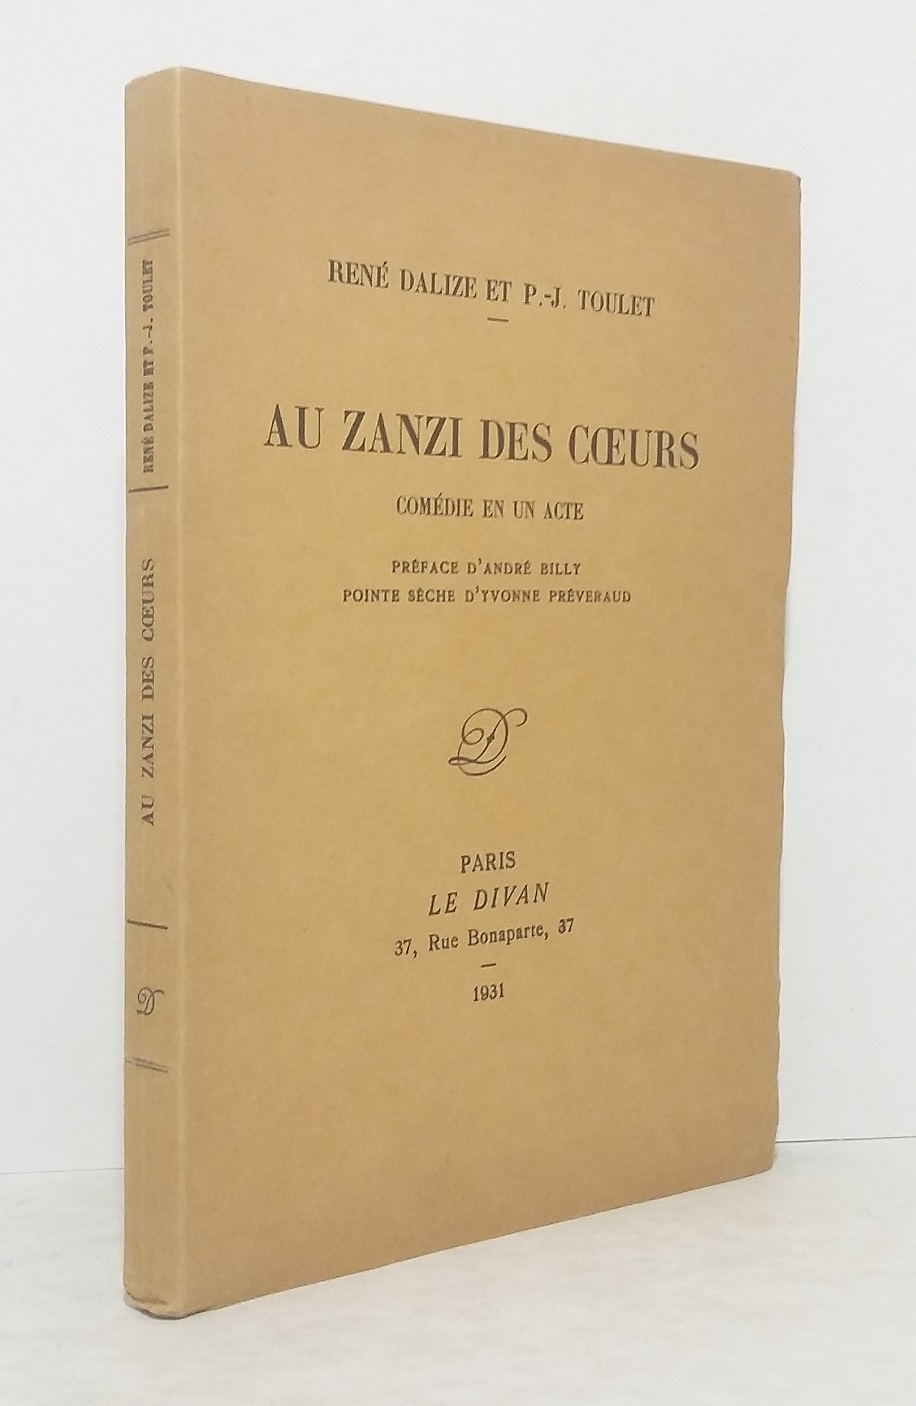 RENÉ DALIZE ET P.-J. TOULET
AU ZANZI DES CŒURS
RENÉ DALIZE ET P.-J. TOULET
AU ZANZI DES CŒURS
COMÉDIE EN UN ACTE
PRÉFACE D'ANDRÉ BILLY
POINTE SÈCHE D'YVONNE PRÉVERAUD
D
PARIS
LE DIVAN
37, Rue Bonaparte, 37
1931
D